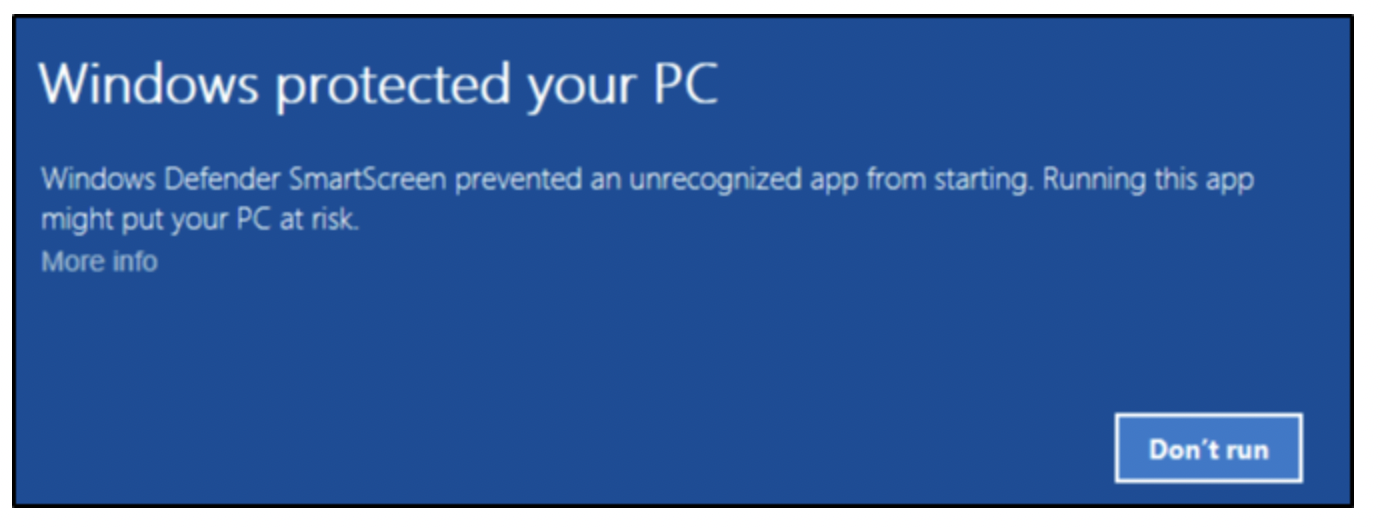 Windows protected your PC
Windows Defender SmartScreen prevented an unrecognized app from starting. Running this app
might put your PC at risk.
More info
Don't run